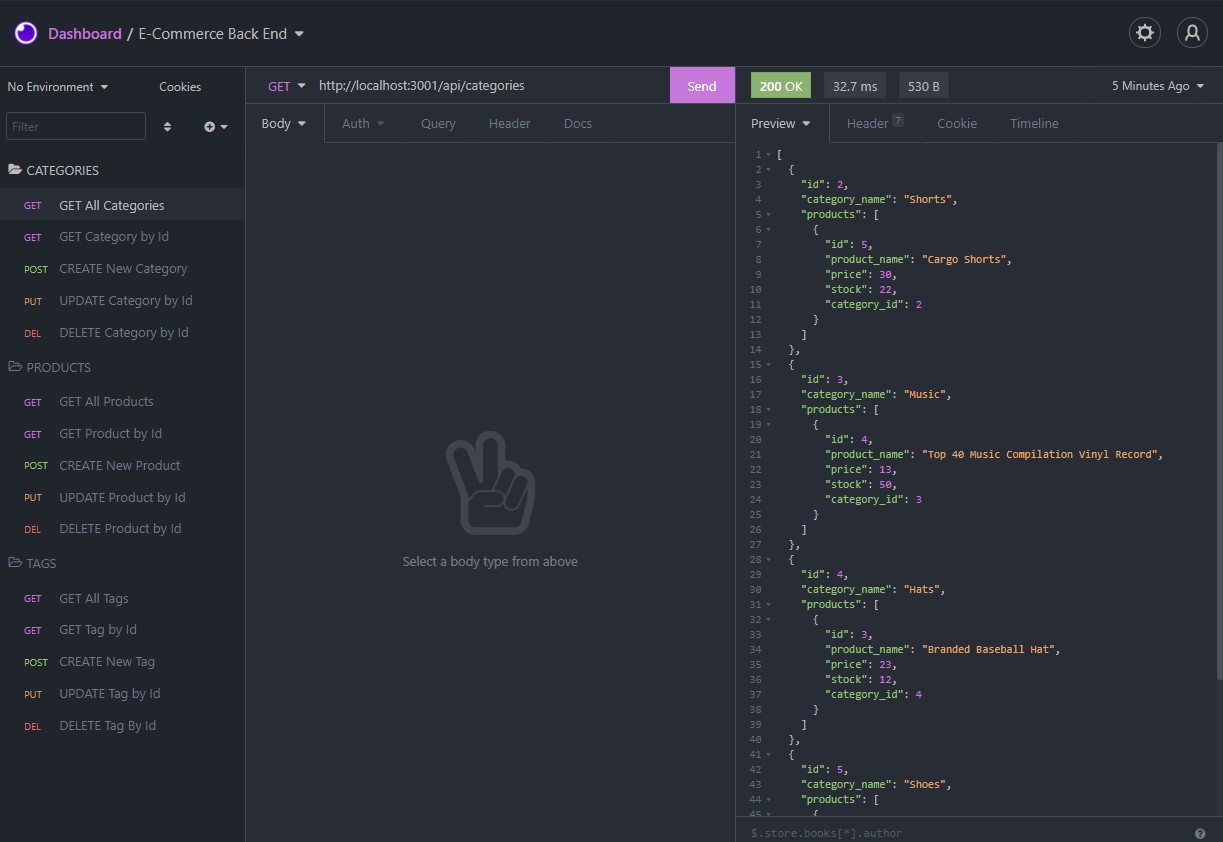 Dashboard / E-Commerce Back End
No Environment
Cookies
Filter
CATEGORIES
GET GET All Categories
GET GET Category by Id
POST CREATE New Category
PUT UPDATE Category by Id
DEL DELETE Category by Id
PRODUCTS
GET GET All Products
GET GET Product by Id
POST CREATE New Product
PUT UPDATE Product by Id
DEL DELETE Product by Id
TAGS
GET GET All Tags
GET GET Tag by Id
POST CREATE New Tag
PUT UPDATE Tag by Id
DEL DELETE Tag By Id
GET http://localhost:3001/api/categories Send
Body Auth Query Header Docs
Select a body type from above
200 OK 32.7 ms 530 B 5 Minutes Ago
Preview Header 7 Cookie Timeline
1 [
2 {
3 "id": 2,
4 "category_name": "Shorts",
5 "products": [
6 {
7 "id": 5,
8 "product_name": "Cargo Shorts",
9 "price": 30,
10 "stock": 22,
11 "category_id": 2
12 }
13 ]
14 },
15 {
16 "id": 3,
17 "category_name": "Music",
18 "products": [
19 {
20 "id": 4,
21 "product_name": "Top 40 Music Compilation Vinyl Record",
22 "price": 13,
23 "stock": 50,
24 "category_id": 3
25 }
26 ]
27 },
28 {
29 "id": 4,
30 "category_name": "Hats",
31 "products": [
32 {
33 "id": 3,
34 "product_name": "Branded Baseball Hat",
35 "price": 23,
36 "stock": 12,
37 "category_id": 4
38 }
39 ]
40 },
41 {
42 "id": 5,
43 "category_name": "Shoes",
44 "products": [
45 {
$.store.books[*].author